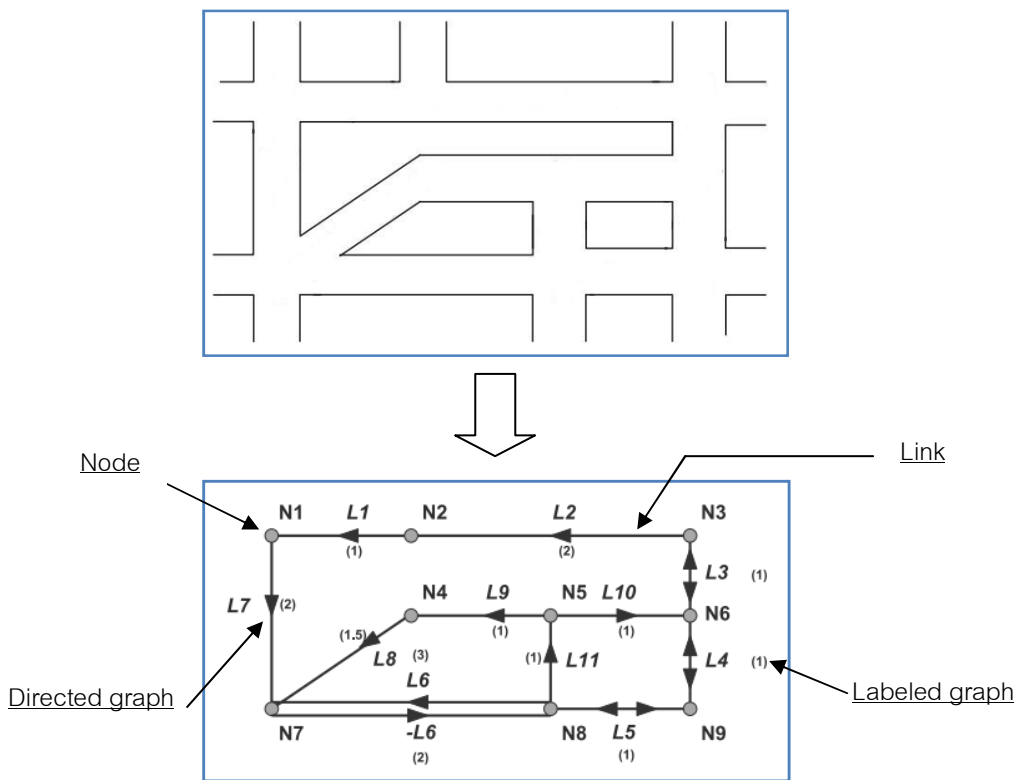 Node
Link
N1 L1 N2 L2 N3
(1) (2)
L3 (1)
L7 (2) N4 L9 N5 L10 N6
(1) (1)
(1.5) L8 (3) (1) L11 L4 (1)
L6
Directed graph
Labeled graph
N7 -L6 N8 L5 N9
(2) (1)